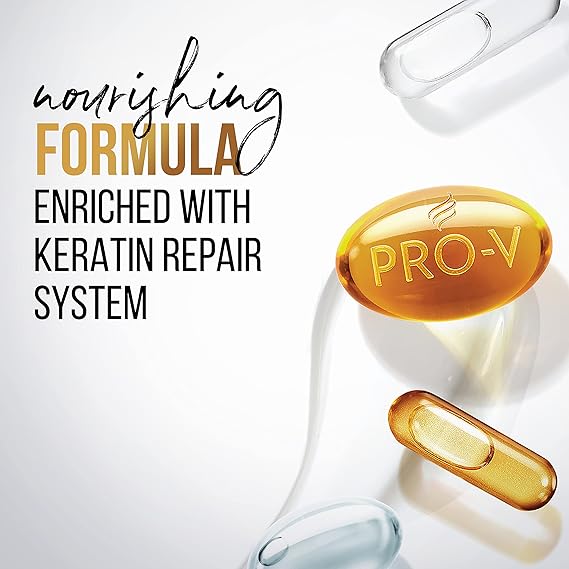 nourishing
FORMULA
ENRICHED WITH
KERATIN REPAIR
SYSTEM
PRO-V